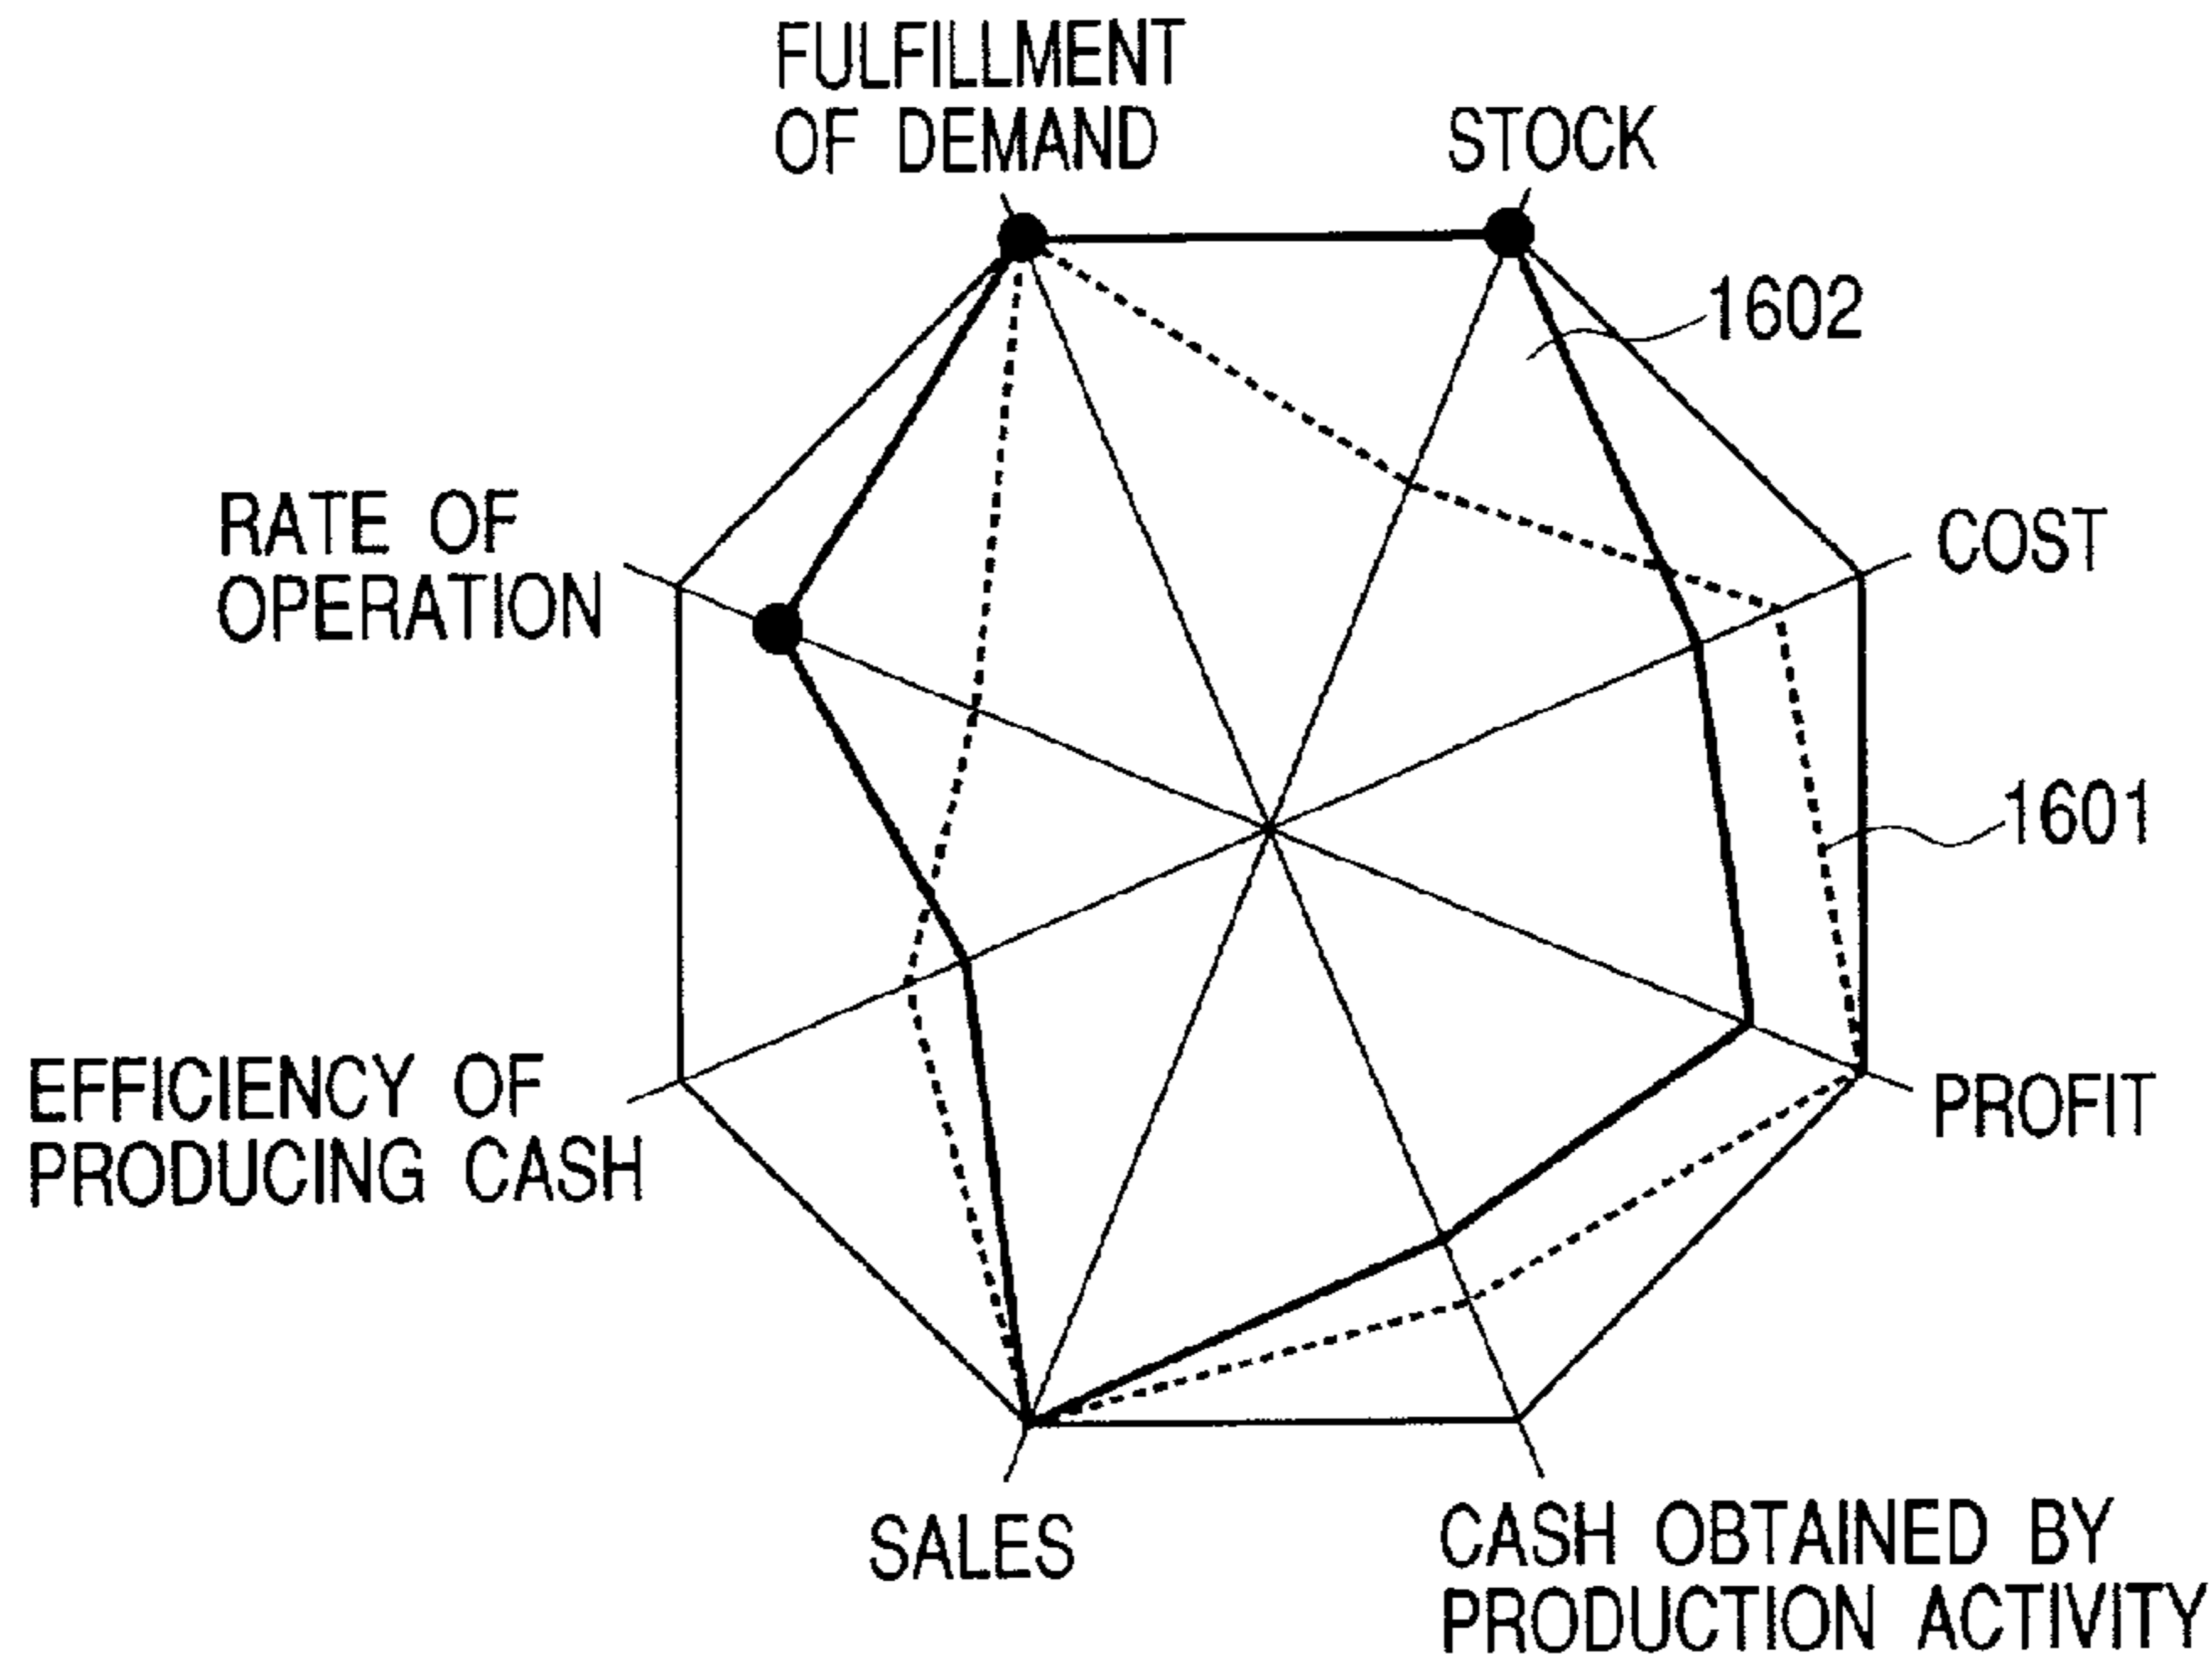 FULFILLMENT
OF DEMAND
STOCK
1602
RATE OF
OPERATION
COST
1601
EFFICIENCY OF
PRODUCING CASH
PROFIT
SALES
CASH OBTAINED BY
PRODUCTION ACTIVITY